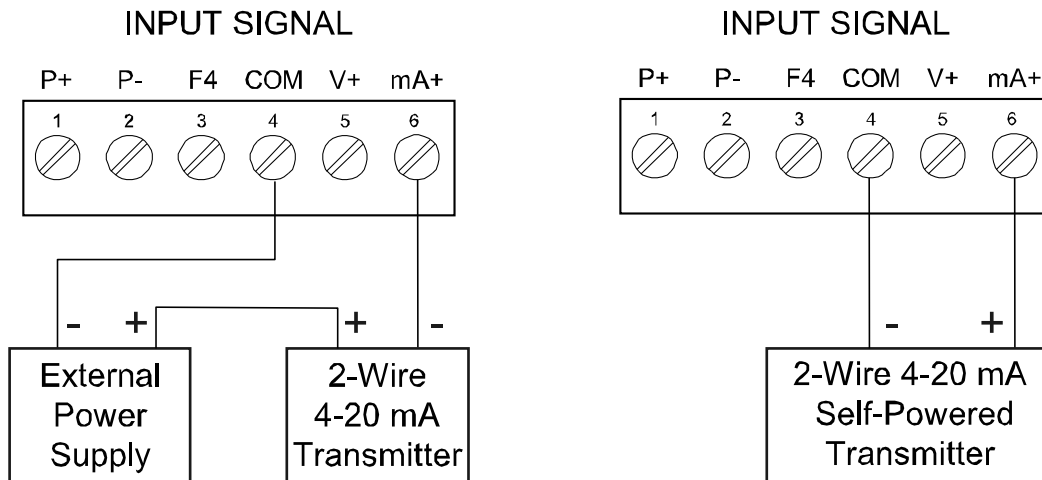 INPUT SIGNAL
P+ P- F4 COM V+ mA+
1 2 3 4 5 6
- + + -
External
Power
Supply
2-Wire
4-20 mA
Transmitter
INPUT SIGNAL
P+ P- F4 COM V+ mA+
1 2 3 4 5 6
- +
2-Wire 4-20 mA
Self-Powered
Transmitter